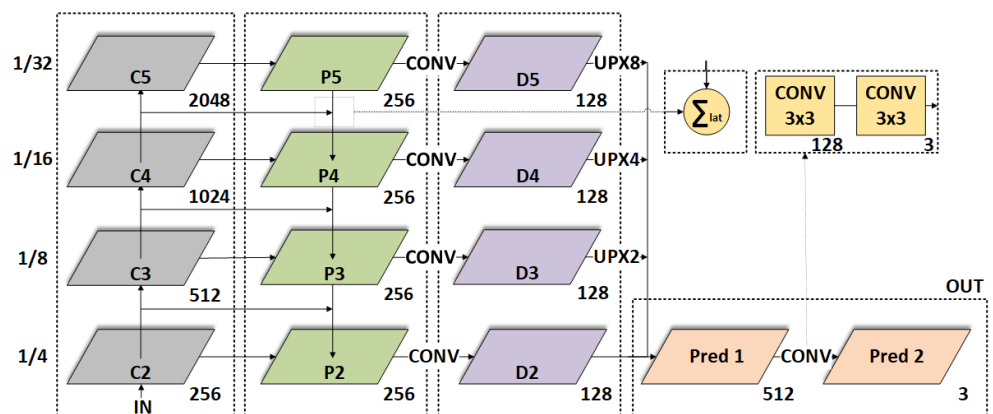 1/32
C5
2048
P5
256
CONV
D5
128
UPX8
Σlat
CONV
3x3
128
CONV
3x3
3
1/16
C4
1024
P4
256
CONV
D4
128
UPX4
1/8
C3
512
P3
256
CONV
D3
128
UPX2
OUT
1/4
C2
256
IN
P2
256
CONV
D2
128
Pred 1
512
CONV
Pred 2
3